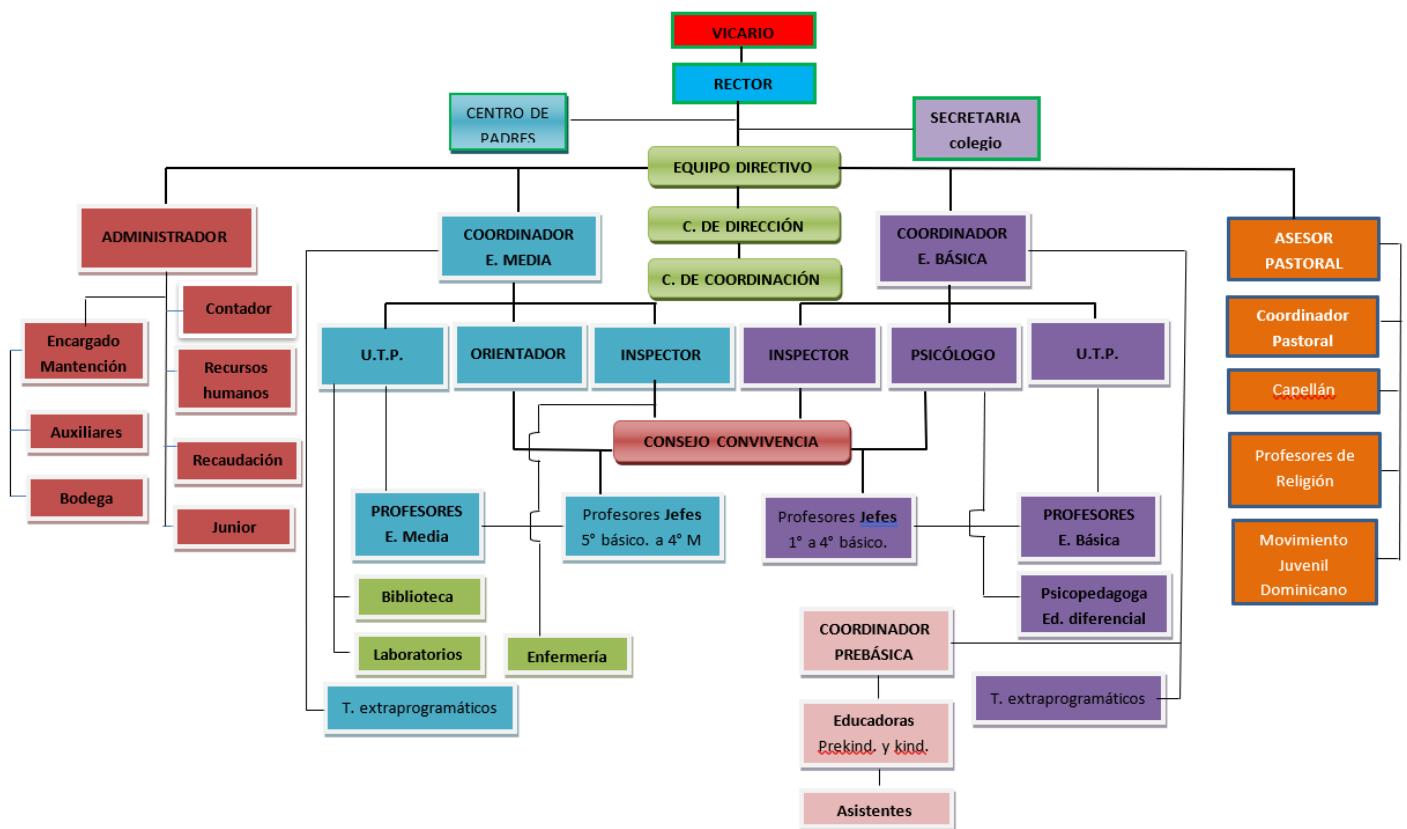 VICARIO
RECTOR
CENTRO DE
PADRES
SECRETARIA
colegio
EQUIPO DIRECTIVO
ADMINISTRADOR
COORDINADOR
E. MEDIA
C. DE DIRECCIÓN
COORDINADOR
E. BÁSICA
ASESOR
PASTORAL
C. DE COORDINACIÓN
Contador
Encargado
Mantención
Recursos
humanos
Auxiliares
Recaudación
Bodega
Junior
U.T.P.
ORIENTADOR
INSPECTOR
INSPECTOR
PSICÓLOGO
U.T.P.
Coordinador
Pastoral
Capellán
Profesores de
Religión
Movimiento
Juvenil
Dominicano
CONSEJO CONVIVENCIA
PROFESORES
E. Media
Profesores Jefes
5° básico. a 4° M
Profesores Jefes
1° a 4° básico.
PROFESORES
E. Básica
Biblioteca
Laboratorios
Enfermería
Psicopedagoga
Ed. diferencial
COORDINADOR
PREBÁSICA
T. extraprogramáticos
T. extraprogramáticos
Educadoras
Prekind. y kind.
Asistentes